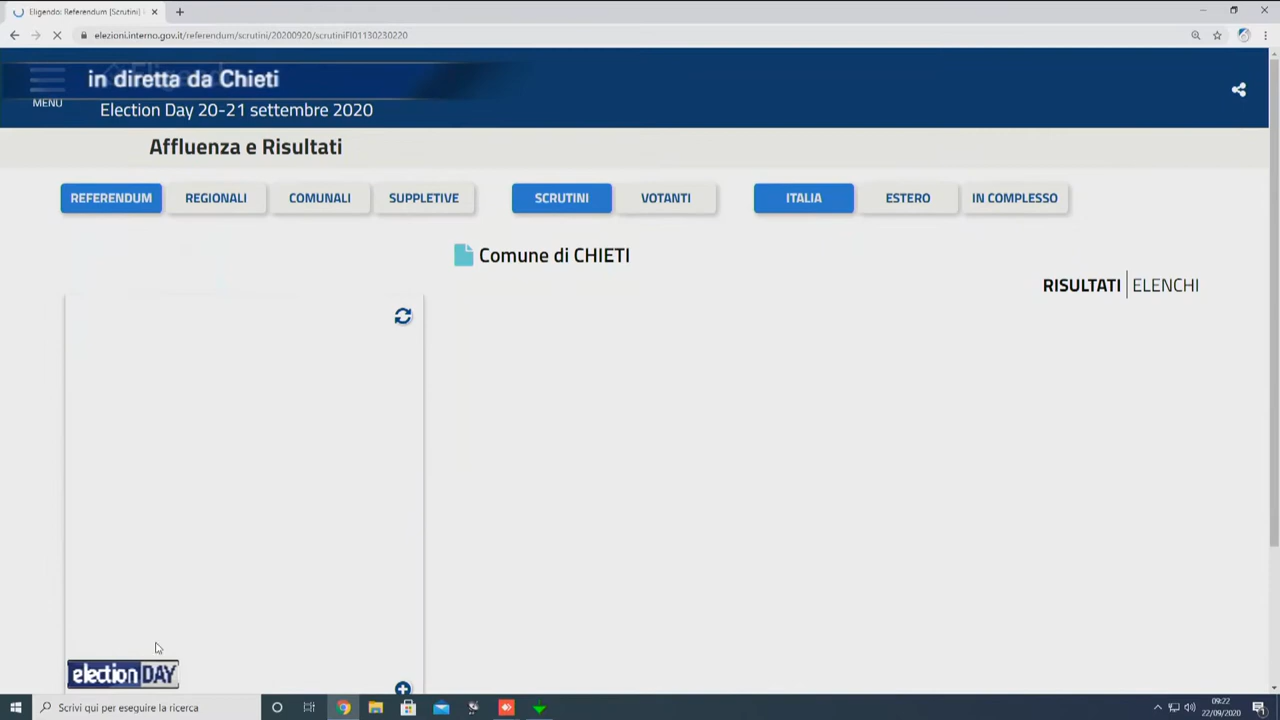 Eligendo: Referendum [Scrutini]
elezioni.interno.gov.it/referendum/scrutini/20200920/scrutiniFI01130230220
in diretta da Chieti
MENU
Election Day 20-21 settembre 2020
Affluenza e Risultati
REFERENDUM REGIONALI COMUNALI SUPPLETIVE SCRUTINI VOTANTI ITALIA ESTERO IN COMPLESSO
Comune di CHIETI
RISULTATI ELENCHI
election DAY
Scrivi qui per eseguire la ricerca
09:22
22/09/2020